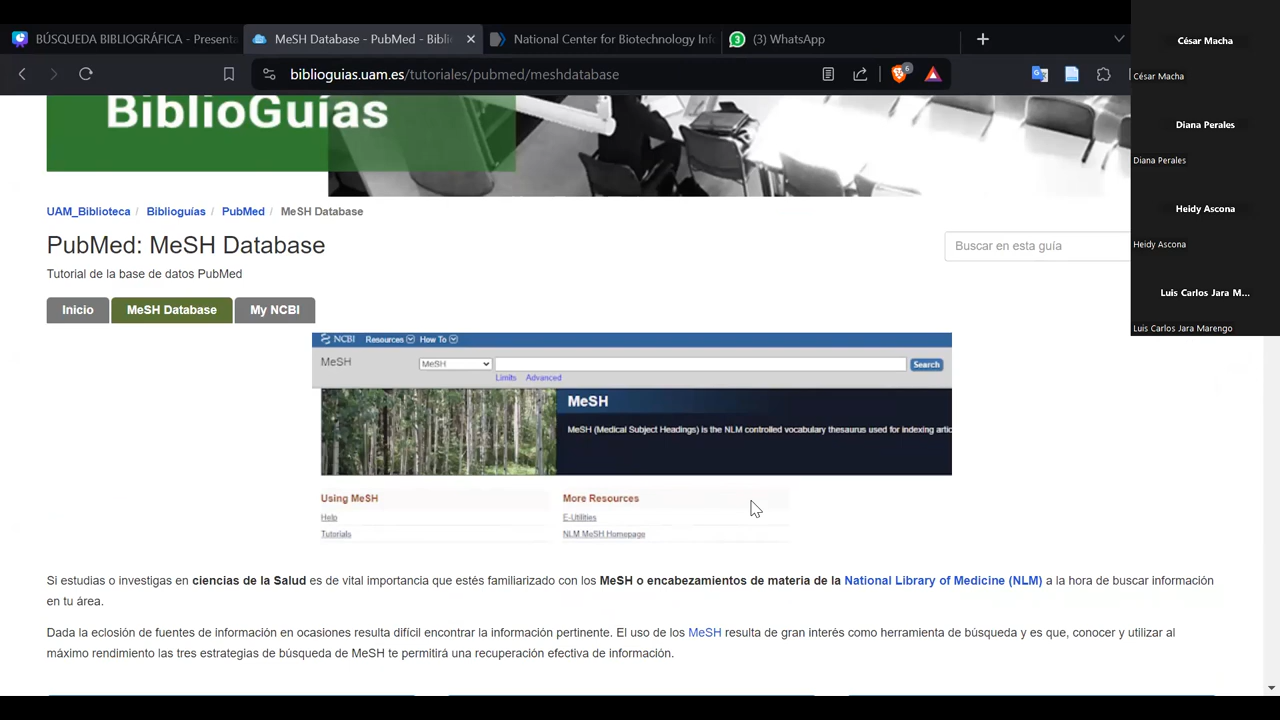 BÚSQUEDA BIBLIOGRÁFICA - Presenta
MeSH Database - PubMed - Bibli
National Center for Biotechnology Inf
(3) WhatsApp
biblioguias.uam.es/tutoriales/pubmed/meshdatabase
6
César Macha
César Macha
Diana Perales
Diana Perales
Heidy Ascona
Heidy Ascona
Luis Carlos Jara M...
Luis Carlos Jara Marengo
BiblioGuías
UAM_Biblioteca / Biblioguías / PubMed / MeSH Database
PubMed: MeSH Database
Buscar en esta guía
Tutorial de la base de datos PubMed
Inicio
MeSH Database
My NCBI
NCBI Resources How To
MeSH
MeSH
Search
Limits Advanced
MeSH
MeSH (Medical Subject Headings) is the NLM controlled vocabulary thesaurus used for indexing artic
Using MeSH
More Resources
Help
E-Utilities
Tutorials
NLM MeSH Homepage
Si estudias o investigas en ciencias de la Salud es de vital importancia que estés familiarizado con los MeSH o encabezamientos de materia de la National Library of Medicine (NLM) a la hora de buscar información
en tu área.
Dada la eclosión de fuentes de información en ocasiones resulta difícil encontrar la información pertinente. El uso de los MeSH resulta de gran interés como herramienta de búsqueda y es que, conocer y utilizar al
máximo rendimiento las tres estrategias de búsqueda de MeSH te permitirá una recuperación efectiva de información.